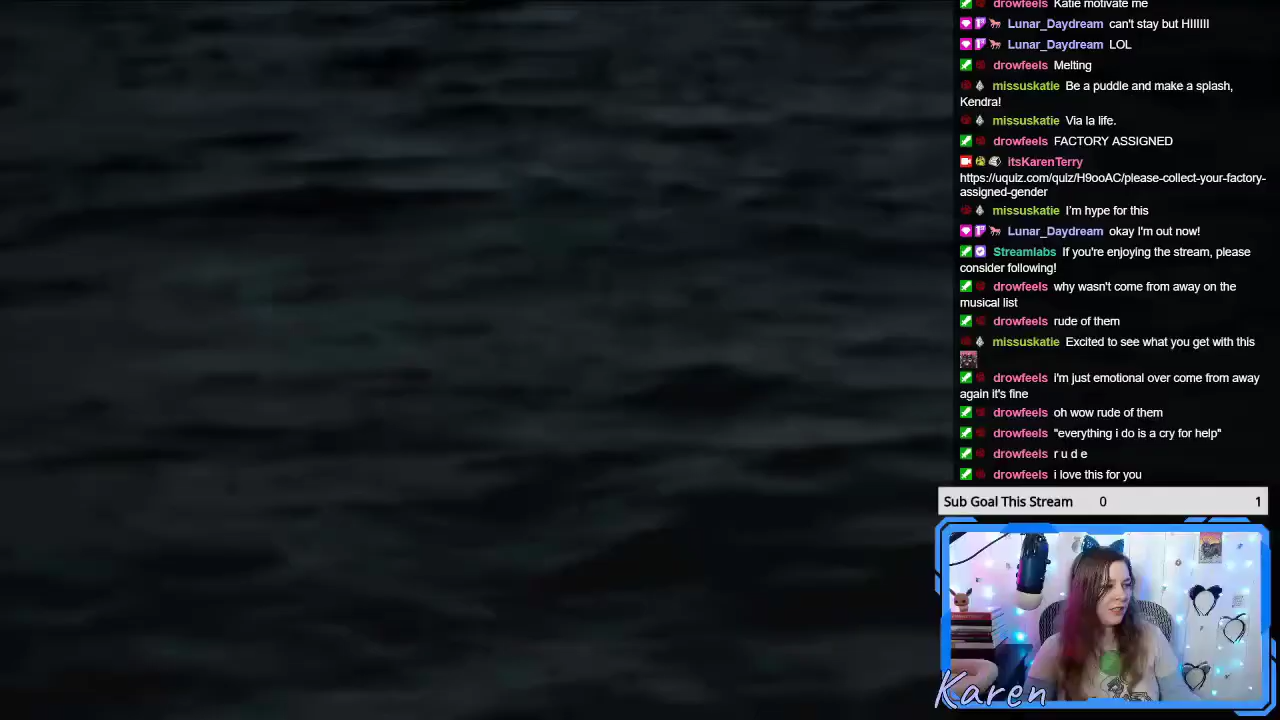 drowfeels Katie motivate me
Lunar_Daydream can't stay but HIIIIII
Lunar_Daydream LOL
drowfeels Melting
missuskatie Be a puddle and make a splash,
Kendra!
missuskatie Via la life.
drowfeels FACTORY ASSIGNED
itsKarenTerry
https://uquiz.com/quiz/H9ooAC/please-collect-your-factory-
assigned-gender
missuskatie I'm hype for this
Lunar_Daydream okay I'm out now!
Streamlabs If you're enjoying the stream, please
consider following!
drowfeels why wasn't come from away on the
musical list
drowfeels rude of them
missuskatie Excited to see what you get with this
drowfeels i'm just emotional over come from away
again it's fine
drowfeels oh wow rude of them
drowfeels "everything i do is a cry for help"
drowfeels r u d e
drowfeels i love this for you
Sub Goal This Stream 0 1
Karen